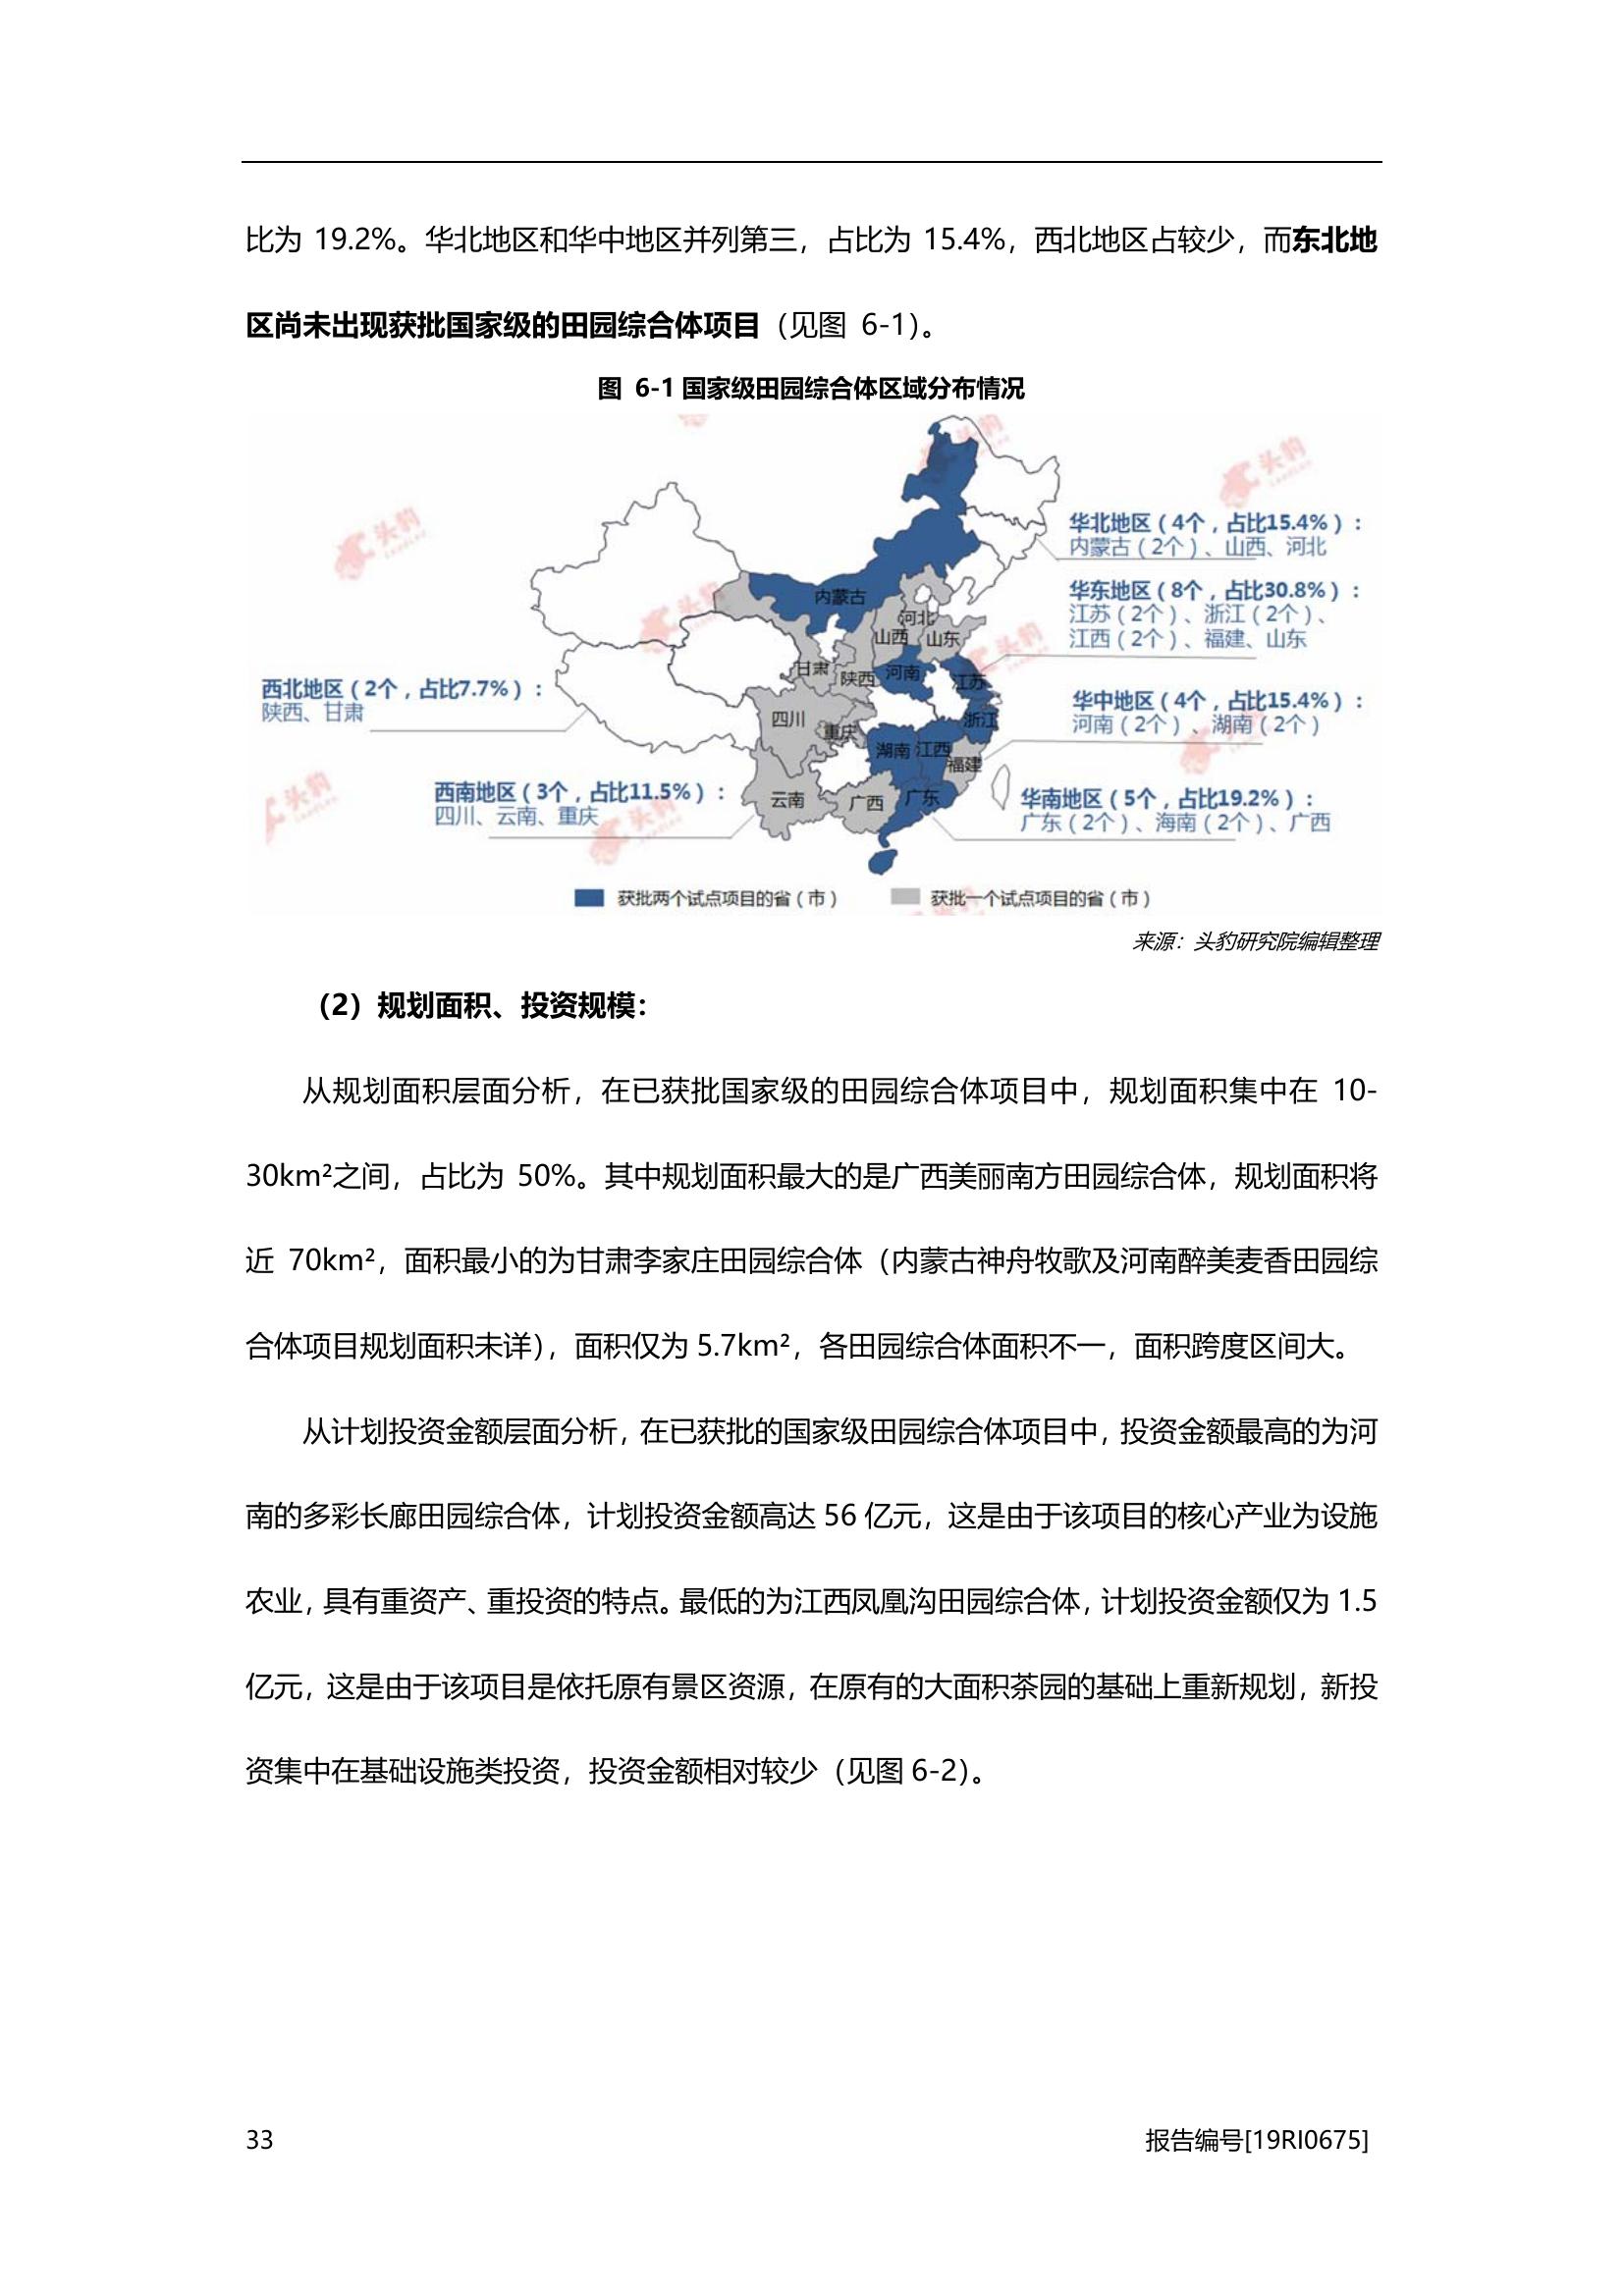 比为 19.2%。华北地区和华中地区并列第三，占比为 15.4%，西北地区占较少，而东北地
区尚未出现获批国家级的田园综合体项目（见图 6-1）。
图 6-1 国家级田园综合体区域分布情况
头豹
LeadLeo
华北地区（4个，占比15.4%）：
内蒙古（2个）、山西、河北
华东地区（8个，占比30.8%）：
江苏（2个）、浙江（2个）、
江西（2个）、福建、山东
西北地区（2个，占比7.7%）：
陕西、甘肃
华中地区（4个，占比15.4%）：
河南（2个）、湖南（2个）
西南地区（3个，占比11.5%）：
四川、云南、重庆
华南地区（5个，占比19.2%）：
广东（2个）、海南（2个）、广西
内蒙古
河北
山西
山东
甘肃
陕西
河南
江苏
四川
重庆
浙江
湖南
江西
福建
云南
广西
广东
获批两个试点项目的省（市）
获批一个试点项目的省（市）
来源：头豹研究院编辑整理
（2）规划面积、投资规模：
从规划面积层面分析，在已获批国家级的田园综合体项目中，规划面积集中在 10-
30km²之间，占比为 50%。其中规划面积最大的是广西美丽南方田园综合体，规划面积将
近 70km²，面积最小的为甘肃李家庄田园综合体（内蒙古神舟牧歌及河南醉美麦香田园综
合体项目规划面积未详），面积仅为 5.7km²，各田园综合体面积不一，面积跨度区间大。
从计划投资金额层面分析，在已获批的国家级田园综合体项目中，投资金额最高的为河
南的多彩长廊田园综合体，计划投资金额高达 56 亿元，这是由于该项目的核心产业为设施
农业，具有重资产、重投资的特点。最低的为江西凤凰沟田园综合体，计划投资金额仅为 1.5
亿元，这是由于该项目是依托原有景区资源，在原有的大面积茶园的基础上重新规划，新投
资集中在基础设施类投资，投资金额相对较少（见图 6-2）。
33
报告编号[19RI0675]